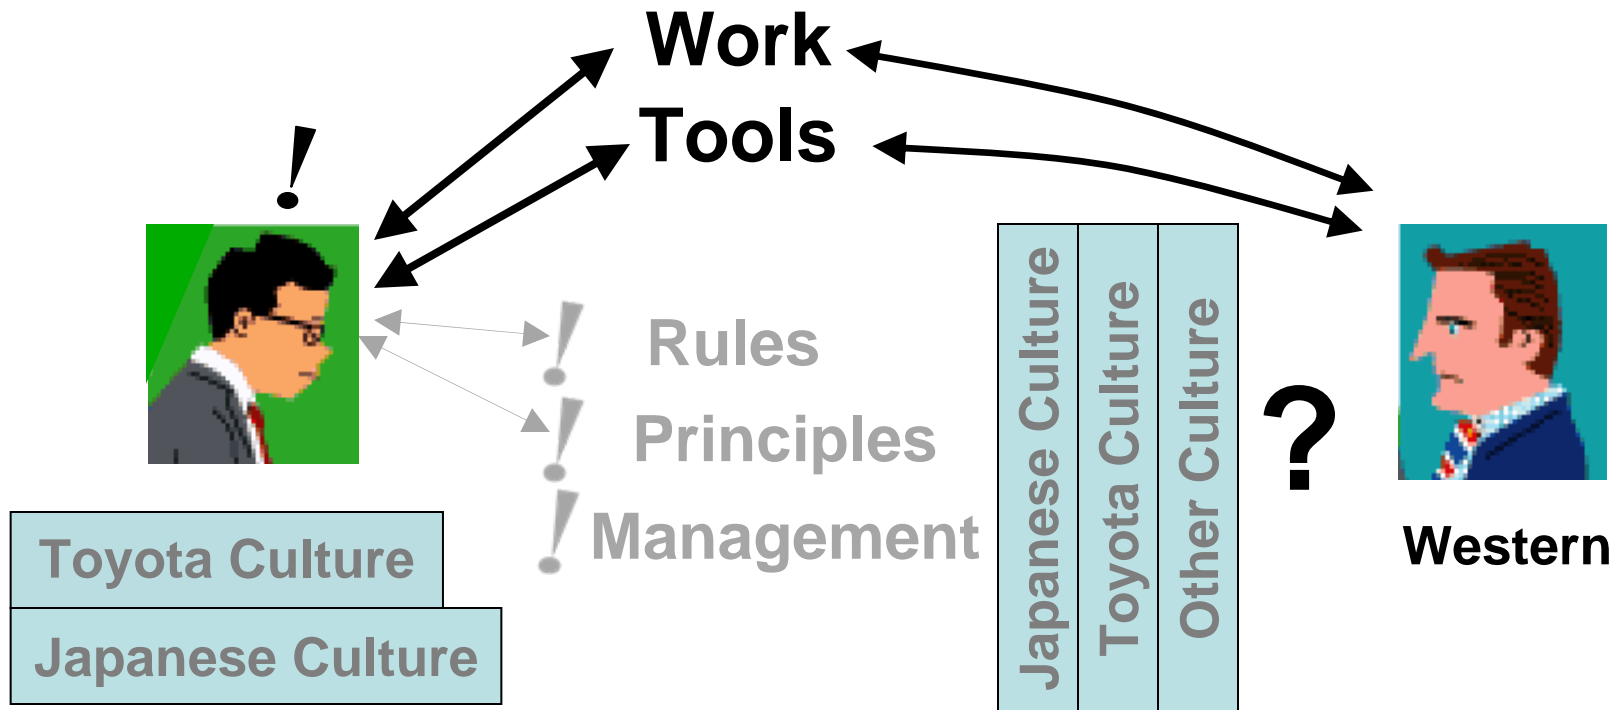 Work
Tools
!
! Rules
! Principles
! Management
Toyota Culture
Japanese Culture
Japanese Culture
Toyota Culture
Other Culture
?
Western